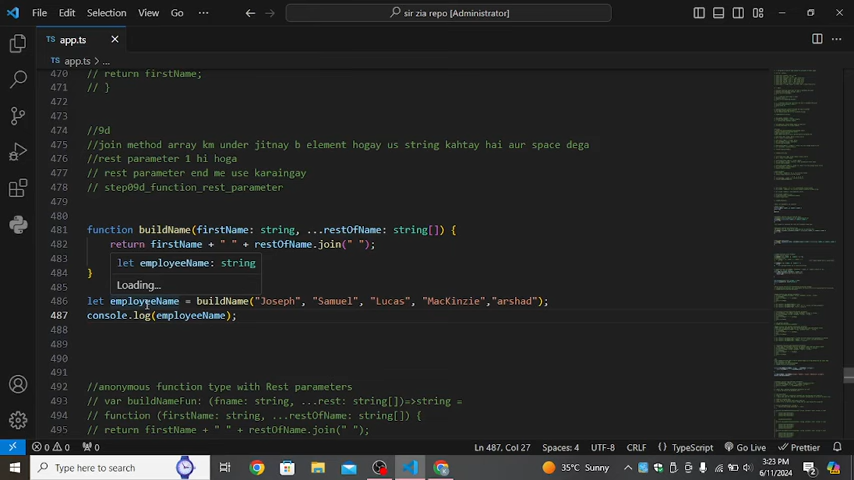 File Edit Selection View Go ··· sir zia repo [Administrator]
app.ts
app.ts > ...
470 // return firstName;
471 // }
472
473
474 //9d
475 //join method array km under jitnay b element hogay us string kahtay hai aur space dega
476 //rest parameter 1 hi hoga
477 // rest parameter end me use karaingay
478 // step09d_function_rest_parameter
479
480
481 function buildName(firstName: string, ...restOfName: string[]) {
482 return firstName + " " + restOfName.join(" ");
483 let employeeName: string
484 }
Loading...
485
486 let employeeName = buildName("Joseph", "Samuel", "Lucas", "MacKinzie","arshad");
487 console.log(employeeName);
488
489
490
491
492 //anonymous function type with Rest parameters
493 // var buildNameFun: (fname: string, ...rest: string[])=>string =
494 // function (firstName: string, ...restOfName: string[]) {
495 // return firstName + " " + restOfName.join(" ");
0 0 0 Ln 487, Col 27 Spaces: 4 UTF-8 CRLF {} TypeScript Go Live Prettier
Type here to search 35°C Sunny 3:23 PM
6/11/2024